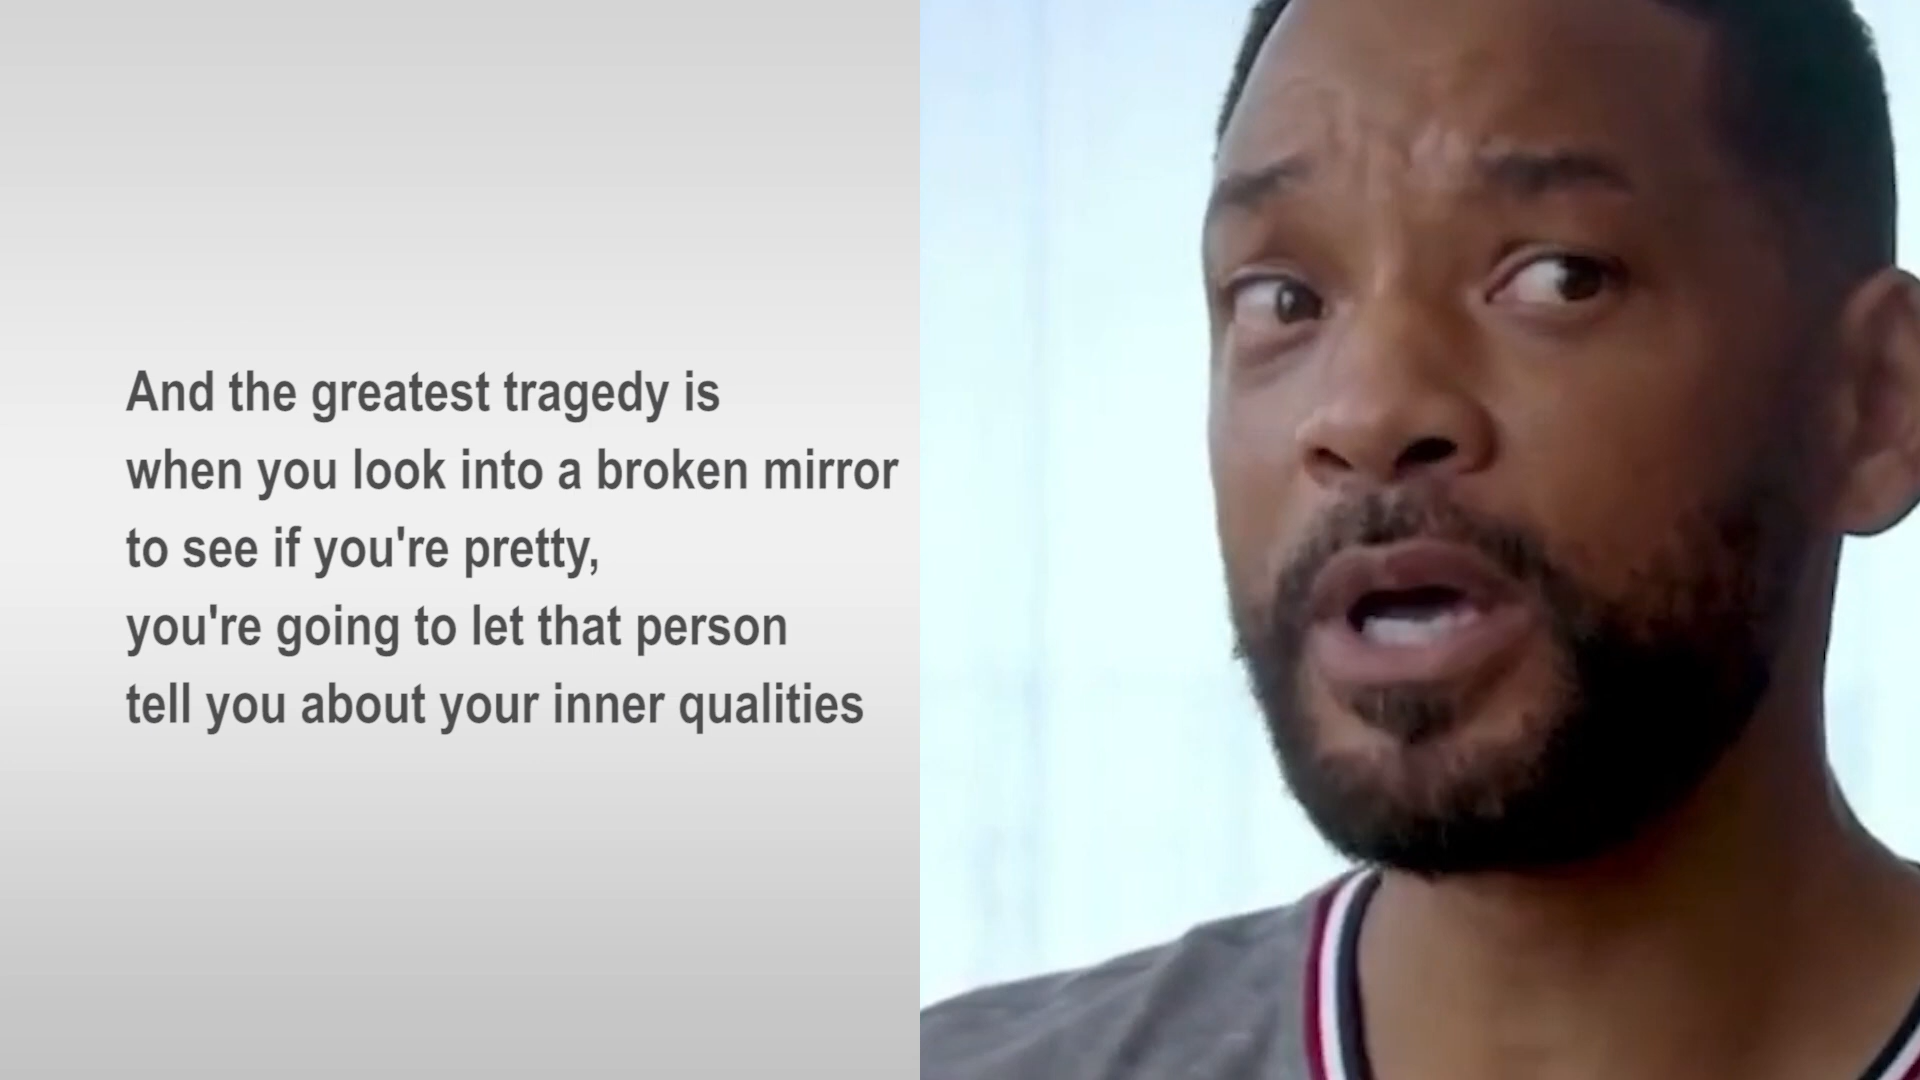 And the greatest tragedy is
when you look into a broken mirror
to see if you're pretty,
you're going to let that person
tell you about your inner qualities